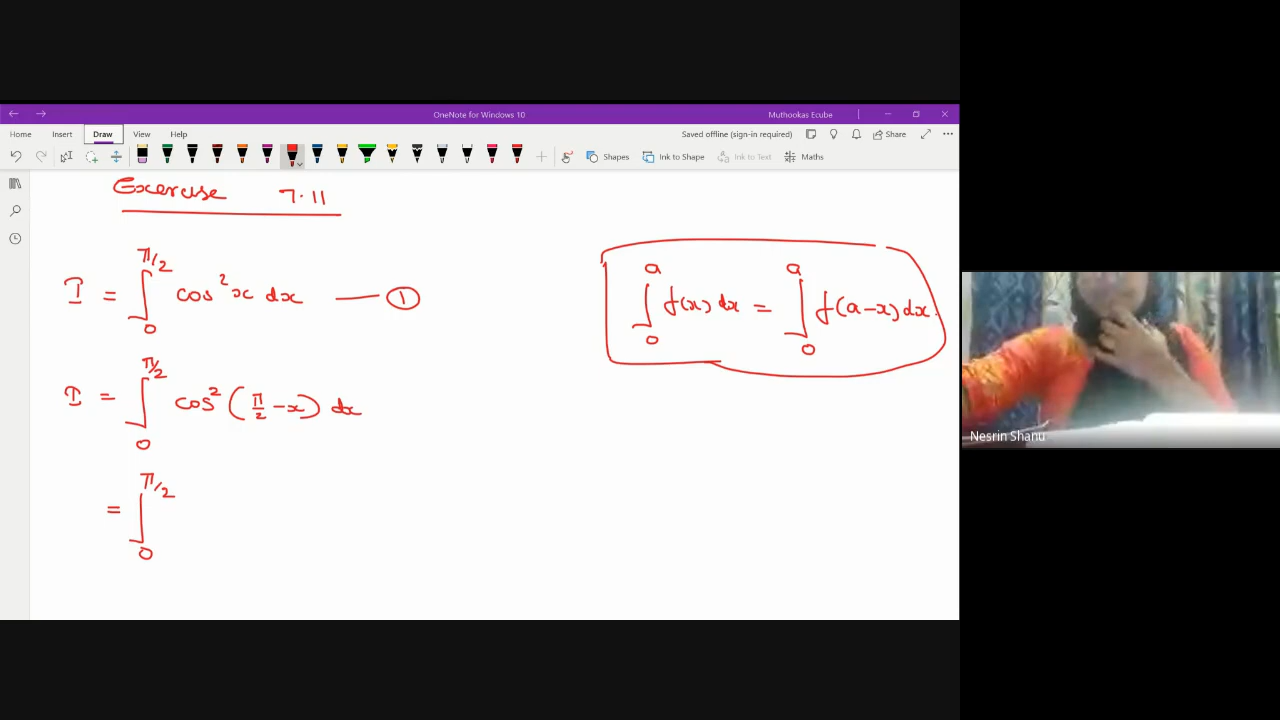 OneNote for Windows 10
Muthookas Ecube
Home Insert Draw View Help
Saved offline (sign-in required) Share
Shapes Ink to Shape Ink to Text Maths
Exercise 7.11
I = ∫₀^{π/2} cos²x dx —— ①
∫₀^a f(x) dx = ∫₀^a f(a-x) dx.
I = ∫₀^{π/2} cos² (π/2 - x) dx
= ∫₀^{π/2}
Nesrin Shanu